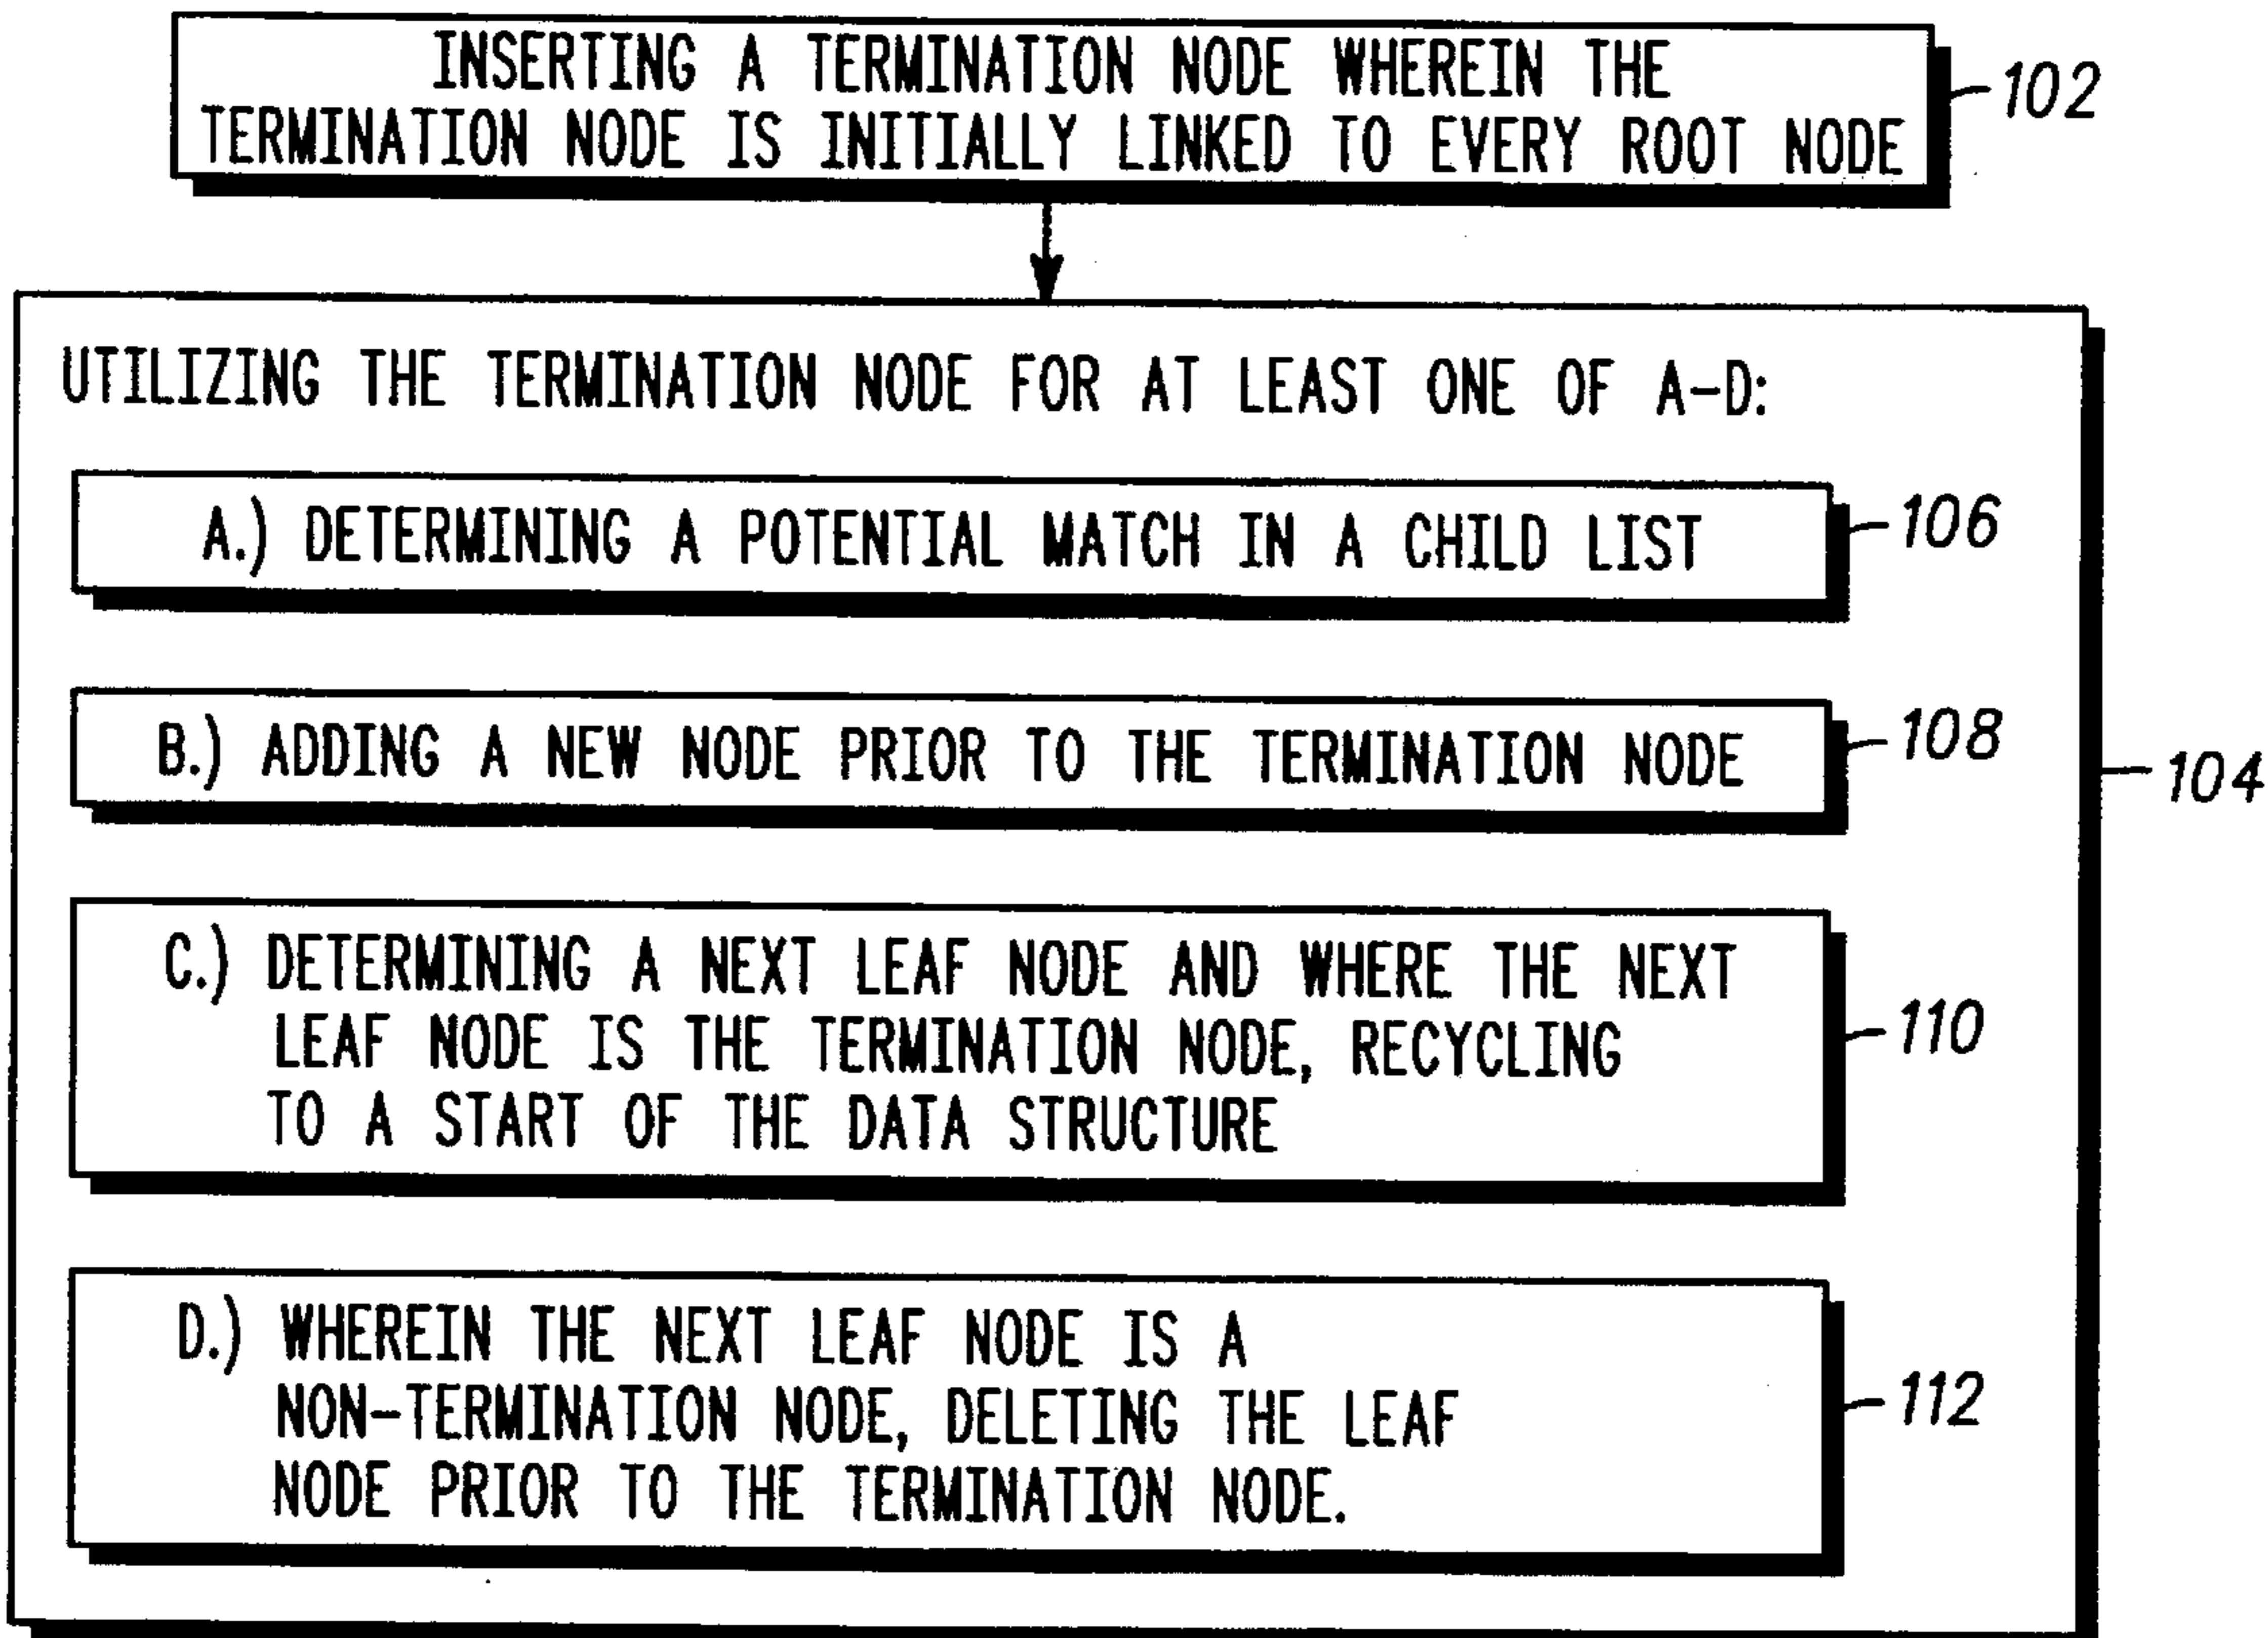 INSERTING A TERMINATION NODE WHEREIN THE
TERMINATION NODE IS INITIALLY LINKED TO EVERY ROOT NODE
102
UTILIZING THE TERMINATION NODE FOR AT LEAST ONE OF A-D:
A.) DETERMINING A POTENTIAL MATCH IN A CHILD LIST
106
B.) ADDING A NEW NODE PRIOR TO THE TERMINATION NODE
108
104
C.) DETERMINING A NEXT LEAF NODE AND WHERE THE NEXT
LEAF NODE IS THE TERMINATION NODE, RECYCLING
TO A START OF THE DATA STRUCTURE
110
D.) WHEREIN THE NEXT LEAF NODE IS A
NON-TERMINATION NODE, DELETING THE LEAF
NODE PRIOR TO THE TERMINATION NODE.
112